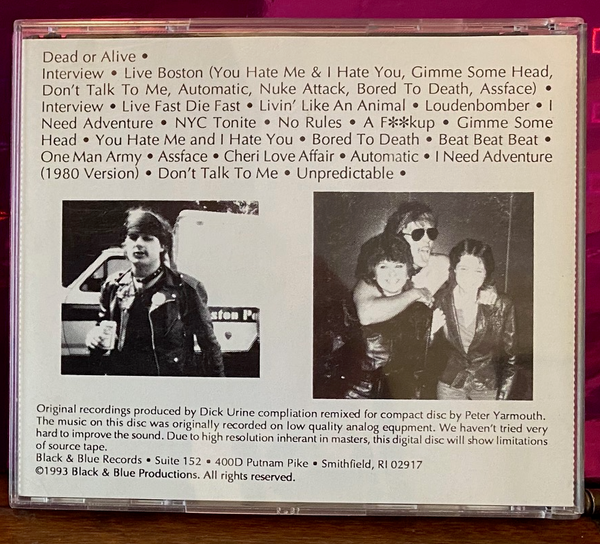 Dead or Alive •
Interview • Live Boston (You Hate Me & I Hate You, Gimme Some Head,
Don't Talk To Me, Automatic, Nuke Attack, Bored To Death, Assface) •
Interview • Live Fast Die Fast • Livin' Like An Animal • Loudenbomber • I
Need Adventure • NYC Tonite • No Rules • A F✻✻kup • Gimme Some
Head • You Hate Me and I Hate You • Bored To Death • Beat Beat Beat •
One Man Army • Assface • Cheri Love Affair • Automatic • I Need Adventure
(1980 Version) • Don't Talk To Me • Unpredictable •
ston Po
Original recordings produced by Dick Urine compliation remixed for compact disc by Peter Yarmouth.
The music on this disc was originally recorded on low quality analog equpment. We haven't tried very
hard to improve the sound. Due to high resolution inherant in masters, this digital disc will show limitations
of source tape.
Black & Blue Records • Suite 152 • 400D Putnam Pike • Smithfield, RI 02917
©1993 Black & Blue Productions. All rights reserved.